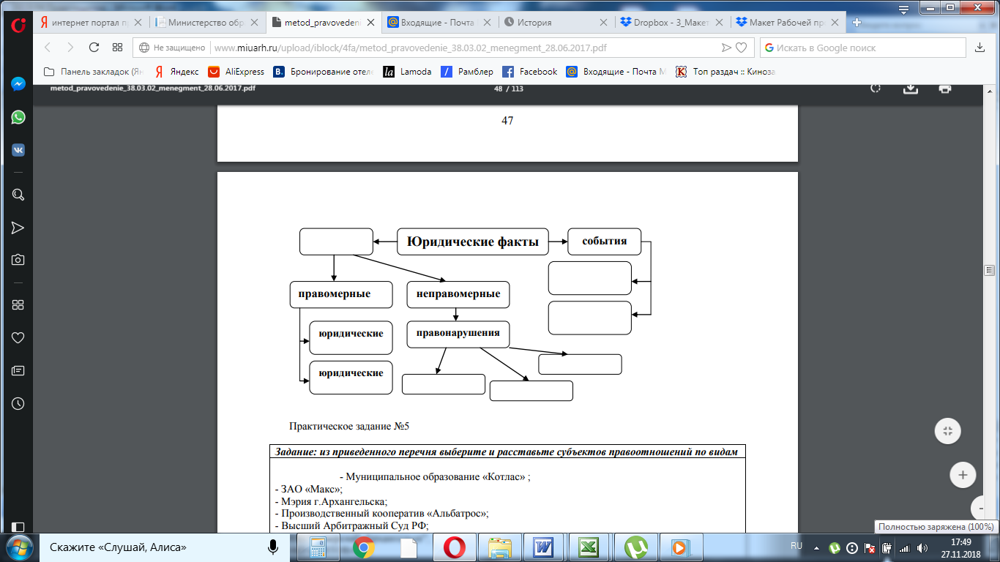 интернет портал п
Министерство обр
metod_pravovedeni
Входящие - Почта
История
Dropbox - 3_Макет
Макет Рабочей пр
Не защищено
www.miuarh.ru/upload/iblock/4fa/metod_pravovedenie_38.03.02_menegment_28.06.2017.pdf
Искать в Google поиск
Панель закладок (Ян
Яндекс
AliExpress
Бронирование отеле
Lamoda
Рамблер
Facebook
Входящие - Почта М
Топ раздач :: Киноза
metod_pravovedenie_38.03.02_menegment_28.06.2017.pdf
48 / 113
47
Юридические факты
события
правомерные
неправомерные
юридические
правонарушения
юридические
Практическое задание №5
Задание: из приведенного перечня выберите и расставьте субъектов правоотношений по видам
- Муниципальное образование «Котлас» ;
- ЗАО «Макс»;
- Мэрия г.Архангельска;
- Производственный кооператив «Альбатрос»;
- Высший Арбитражный Суд РФ;
Полностью заряжена (100%)
Скажите «Слушай, Алиса»
RU
17:49
27.11.2018